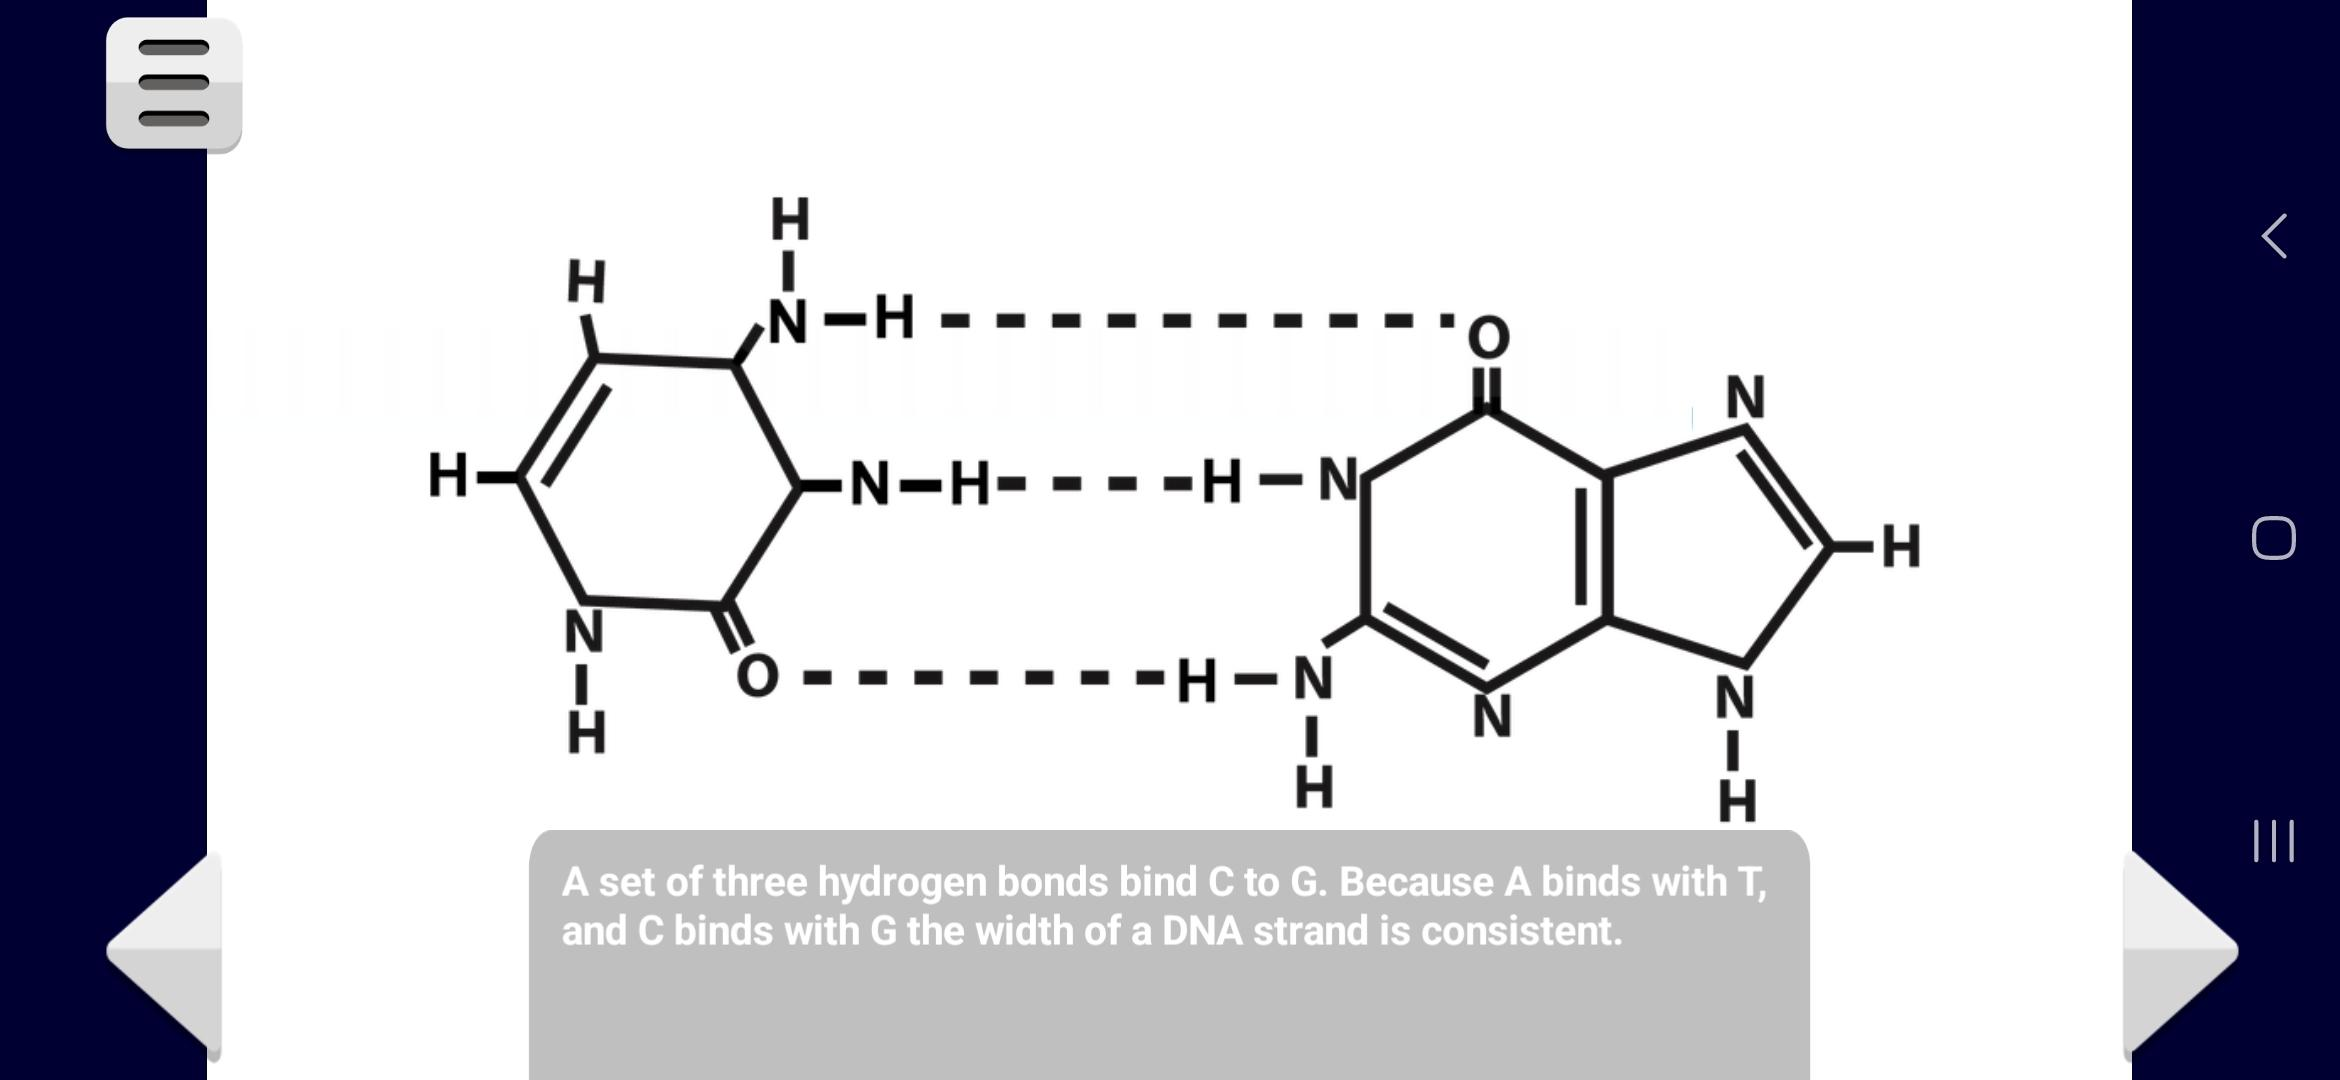 H
H
N H
O
N
H N H H N
H
O H N
N
N
N
H
H
H
A set of three hydrogen bonds bind C to G. Because A binds with T,
and C binds with G the width of a DNA strand is consistent.